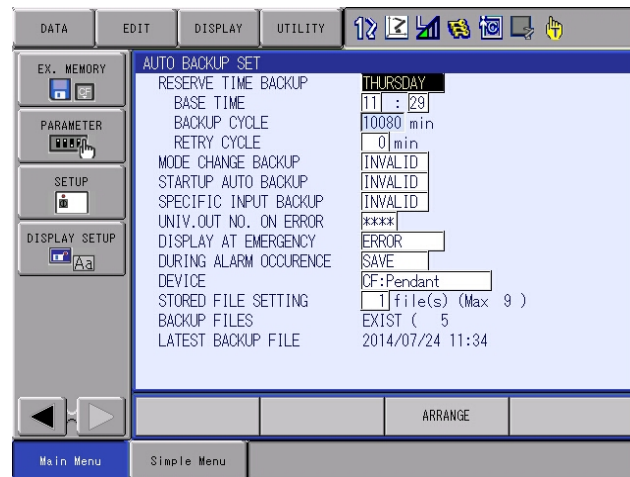 DATA EDIT DISPLAY UTILITY
EX. MEMORY
CF
PARAMETER
SETUP
DISPLAY SETUP
Aa
AUTO BACKUP SET
RESERVE TIME BACKUP THURSDAY
BASE TIME 11 : 29
BACKUP CYCLE 10080 min
RETRY CYCLE 0 min
MODE CHANGE BACKUP INVALID
STARTUP AUTO BACKUP INVALID
SPECIFIC INPUT BACKUP INVALID
UNIV.OUT NO. ON ERROR ****
DISPLAY AT EMERGENCY ERROR
DURING ALARM OCCURENCE SAVE
DEVICE CF:Pendant
STORED FILE SETTING 1 file(s) (Max 9 )
BACKUP FILES EXIST ( 5
LATEST BACKUP FILE 2014/07/24 11:34
ARRANGE
Main Menu Simple Menu